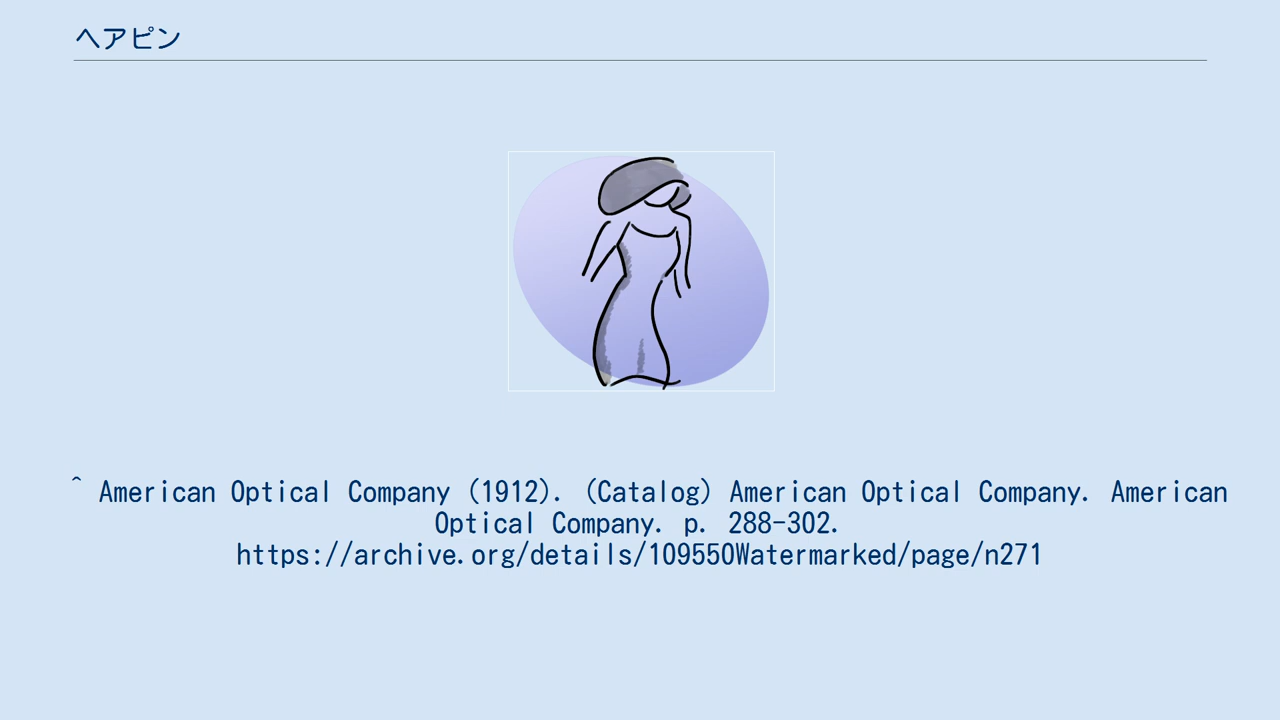 ヘアピン
^ American Optical Company (1912). (Catalog) American Optical Company. American
Optical Company. p. 288-302.
https://archive.org/details/109550Watermarked/page/n271